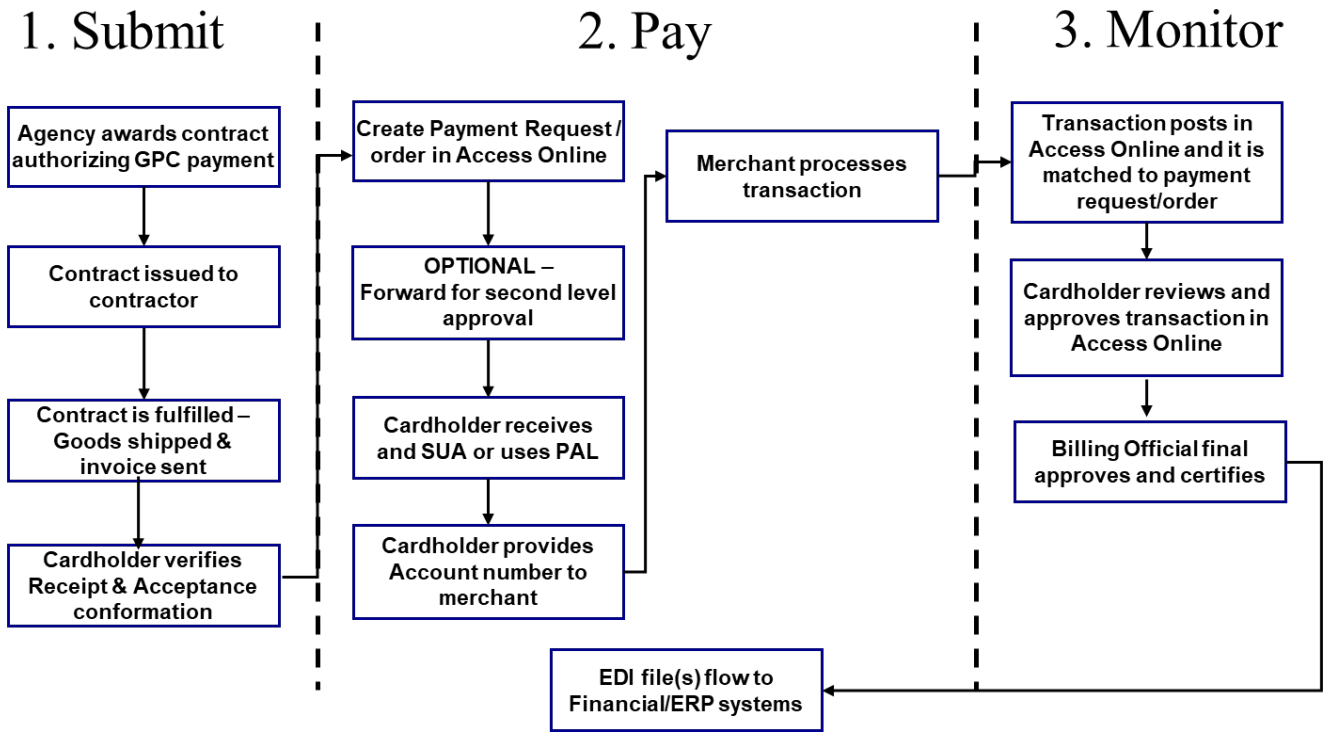 1. Submit
2. Pay
3. Monitor
Agency awards contract
authorizing GPC payment
Contract issued to
contractor
Contract is fulfilled –
Goods shipped &
invoice sent
Cardholder verifies
Receipt & Acceptance
conformation
Create Payment Request /
order in Access Online
OPTIONAL –
Forward for second level
approval
Cardholder receives
and SUA or uses PAL
Cardholder provides
Account number to
merchant
Merchant processes
transaction
Transaction posts in
Access Online and it is
matched to payment
request/order
Cardholder reviews and
approves transaction in
Access Online
Billing Official final
approves and certifies
EDI file(s) flow to
Financial/ERP systems